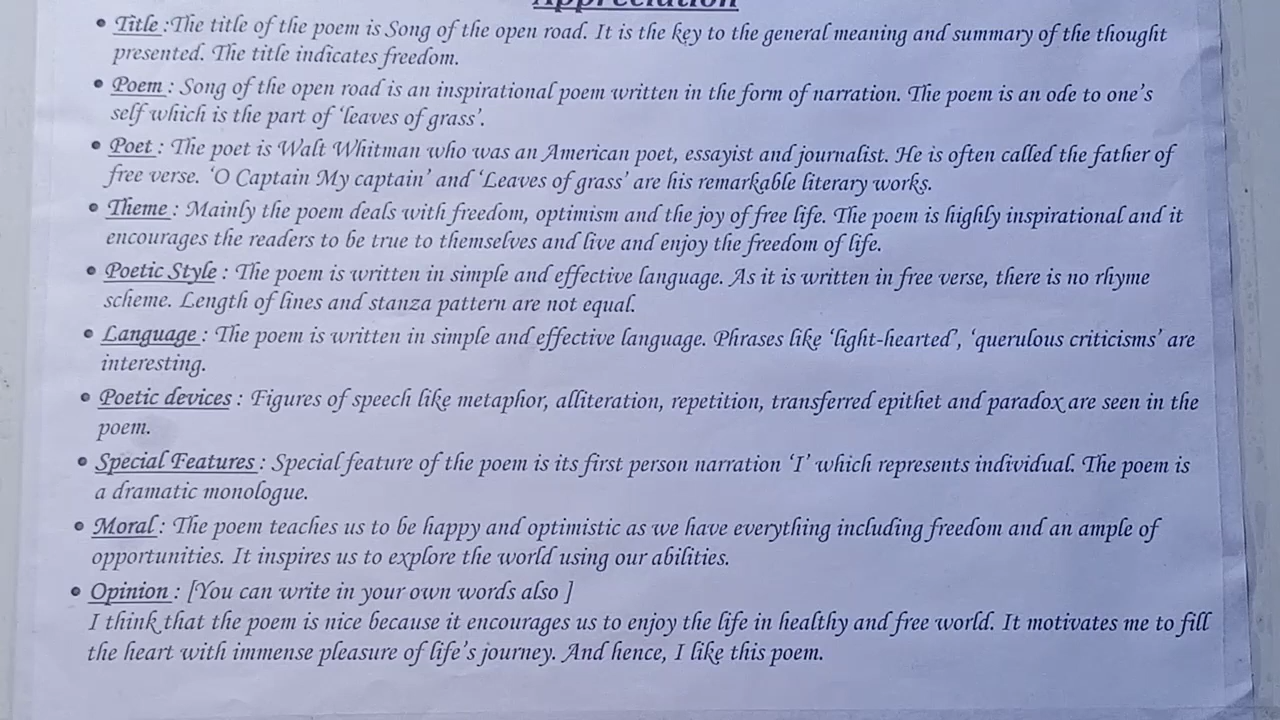 Appreciation
• Title :The title of the poem is Song of the open road. It is the key to the general meaning and summary of the thought
presented. The title indicates freedom.
• Poem : Song of the open road is an inspirational poem written in the form of narration. The poem is an ode to one's
self which is the part of 'leaves of grass'.
• Poet : The poet is Walt Whitman who was an American poet, essayist and journalist. He is often called the father of
free verse. 'O Captain My captain' and 'Leaves of grass' are his remarkable literary works.
• Theme : Mainly the poem deals with freedom, optimism and the joy of free life. The poem is highly inspirational and it
encourages the readers to be true to themselves and live and enjoy the freedom of life.
• Poetic Style : The poem is written in simple and effective language. As it is written in free verse, there is no rhyme
scheme. Length of lines and stanza pattern are not equal.
• Language : The poem is written in simple and effective language. Phrases like 'light-hearted', 'querulous criticisms' are
interesting.
• Poetic devices : Figures of speech like metaphor, alliteration, repetition, transferred epithet and paradox are seen in the
poem.
• Special Features : Special feature of the poem is its first person narration 'I' which represents individual. The poem is
a dramatic monologue.
• Moral : The poem teaches us to be happy and optimistic as we have everything including freedom and an ample of
opportunities. It inspires us to explore the world using our abilities.
• Opinion : [You can write in your own words also ]
I think that the poem is nice because it encourages us to enjoy the life in healthy and free world. It motivates me to fill
the heart with immense pleasure of life's journey. And hence, I like this poem.